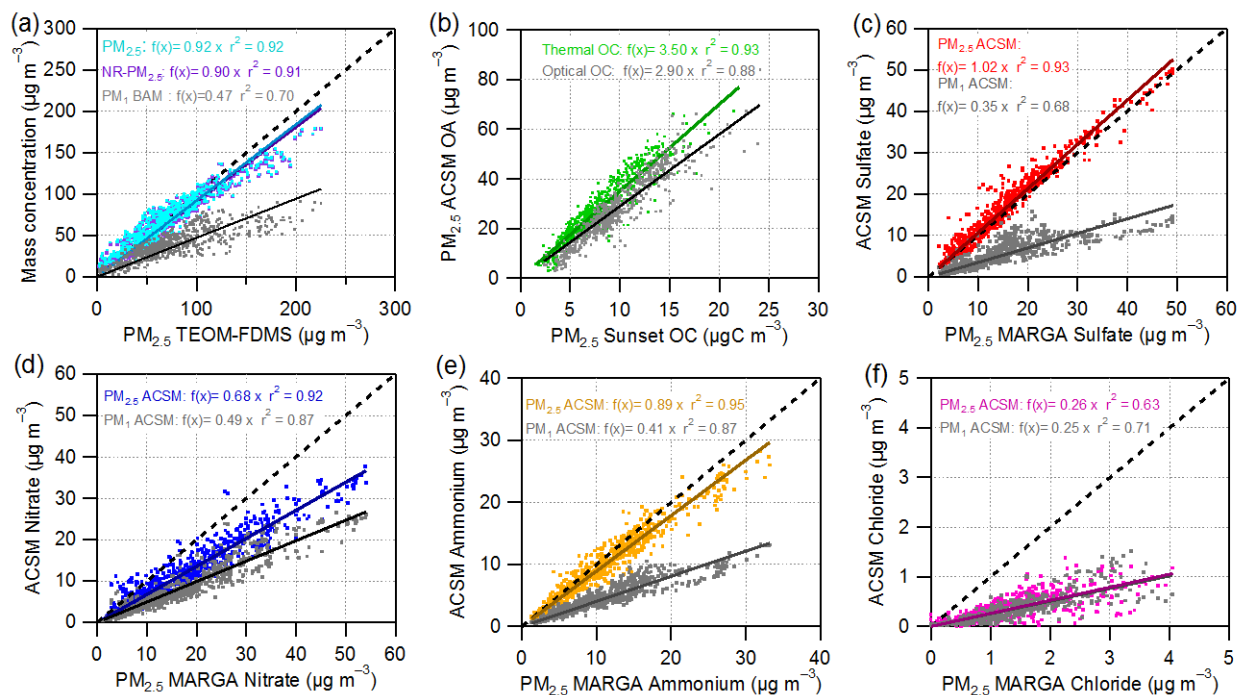 (a)
PM2.5: f(x)= 0.92 x r² = 0.92
NR-PM2.5: f(x)= 0.90 x r² = 0.91
PM1 BAM : f(x)=0.47 r² = 0.70
Mass concentration (µg m⁻³)
300
250
200
150
100
50
0
0 100 200 300
PM2.5 TEOM-FDMS (µg m⁻³)
(b)
Thermal OC: f(x)= 3.50 x r² = 0.93
Optical OC: f(x)= 2.90 x r² = 0.88
PM2.5 ACSM OA (µg m⁻³)
100
80
60
40
20
0
0 5 10 15 20 25 30
PM2.5 Sunset OC (µgC m⁻³)
(c)
PM2.5 ACSM:
f(x)= 1.02 x r² = 0.93
PM1 ACSM:
f(x)= 0.35 x r² = 0.68
ACSM Sulfate (µg m⁻³)
60
50
40
30
20
10
0
0 10 20 30 40 50 60
PM2.5 MARGA Sulfate (µg m⁻³)
(d)
PM2.5 ACSM: f(x)= 0.68 x r² = 0.92
PM1 ACSM: f(x)= 0.49 x r² = 0.87
ACSM Nitrate (µg m⁻³)
60
50
40
30
20
10
0
0 10 20 30 40 50 60
PM2.5 MARGA Nitrate (µg m⁻³)
(e)
PM2.5 ACSM: f(x)= 0.89 x r² = 0.95
PM1 ACSM: f(x)= 0.41 x r² = 0.87
ACSM Ammonium (µg m⁻³)
40
30
20
10
0
0 10 20 30 40
PM2.5 MARGA Ammonium (µg m⁻³)
(f)
PM2.5 ACSM: f(x)= 0.26 x r² = 0.63
PM1 ACSM: f(x)= 0.25 x r² = 0.71
ACSM Chloride (µg m⁻³)
5
4
3
2
1
0
0 1 2 3 4 5
PM2.5 MARGA Chloride (µg m⁻³)